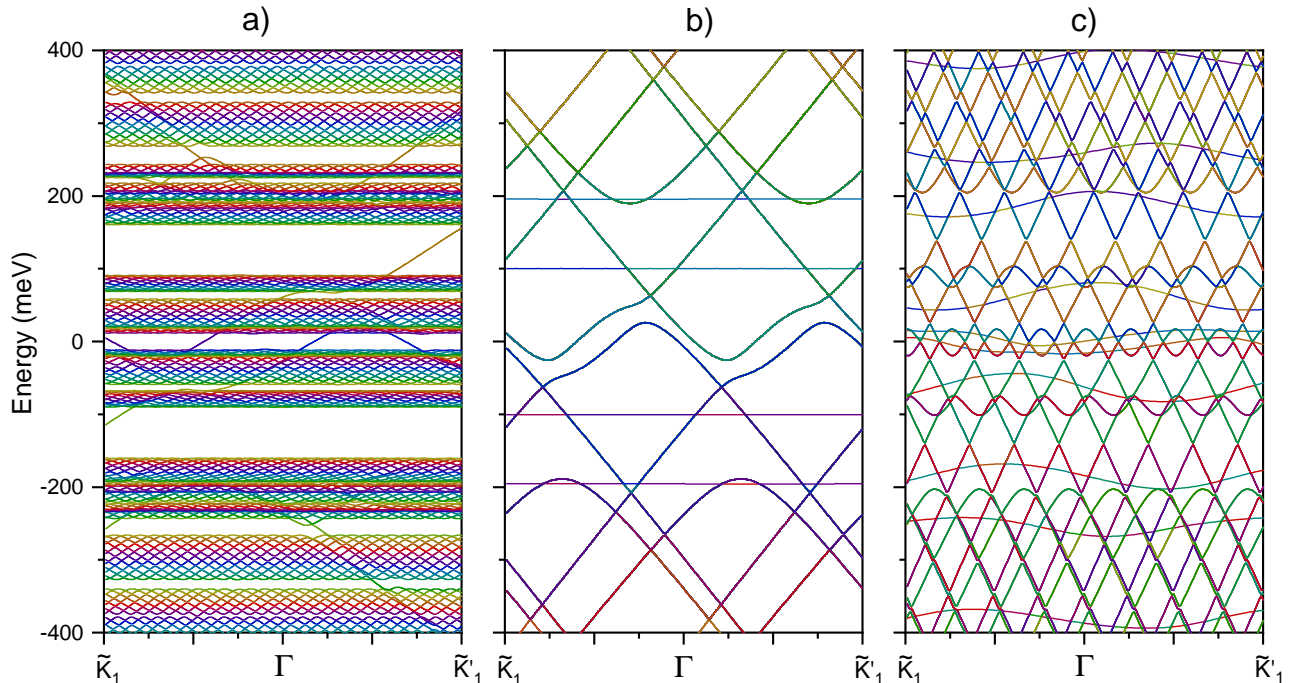 a) b) c)
Energy (meV)
400
200
0
-200
-400
K̃₁ Γ K̃'₁ K̃₁ Γ K̃'₁ K̃₁ Γ K̃'₁